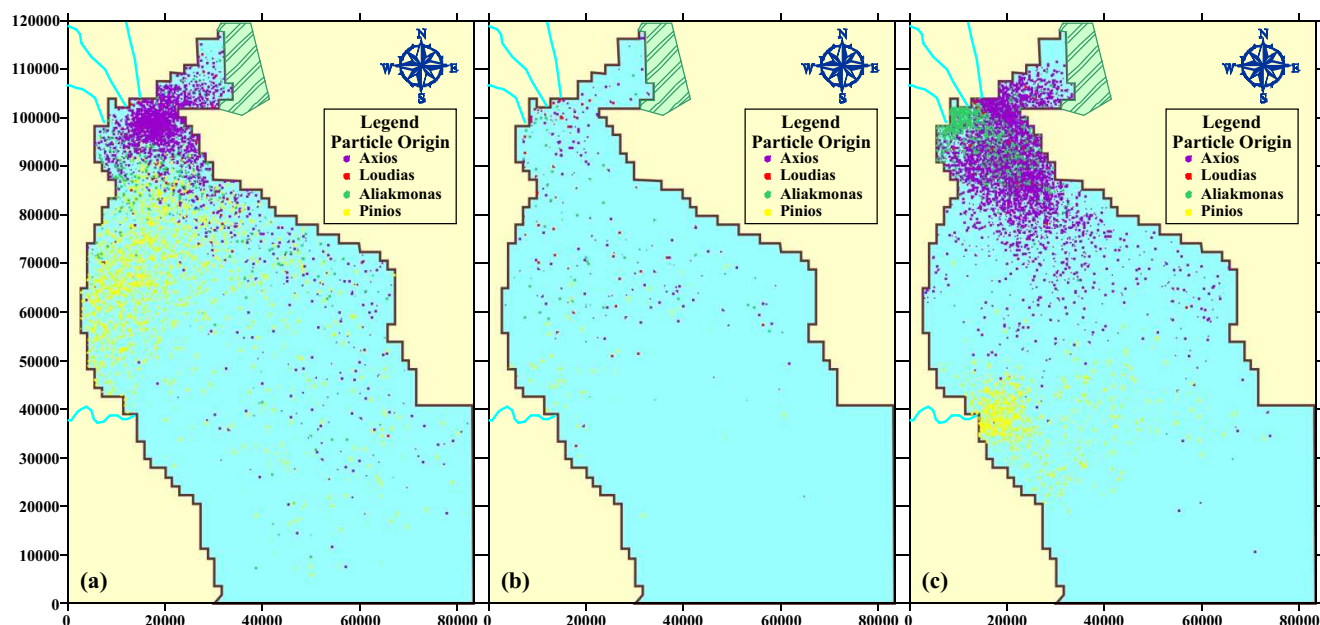 120000
110000
100000
90000
80000
70000
60000
50000
40000
30000
20000
10000
0
N
W E
S
Legend
Particle Origin
Axios
Loudias
Aliakmonas
Pinios
(a)
0 20000 40000 60000 80000
N
W E
S
Legend
Particle Origin
Axios
Loudias
Aliakmonas
Pinios
(b)
0 20000 40000 60000 80000
N
W E
S
Legend
Particle Origin
Axios
Loudias
Aliakmonas
Pinios
(c)
0 20000 40000 60000 80000